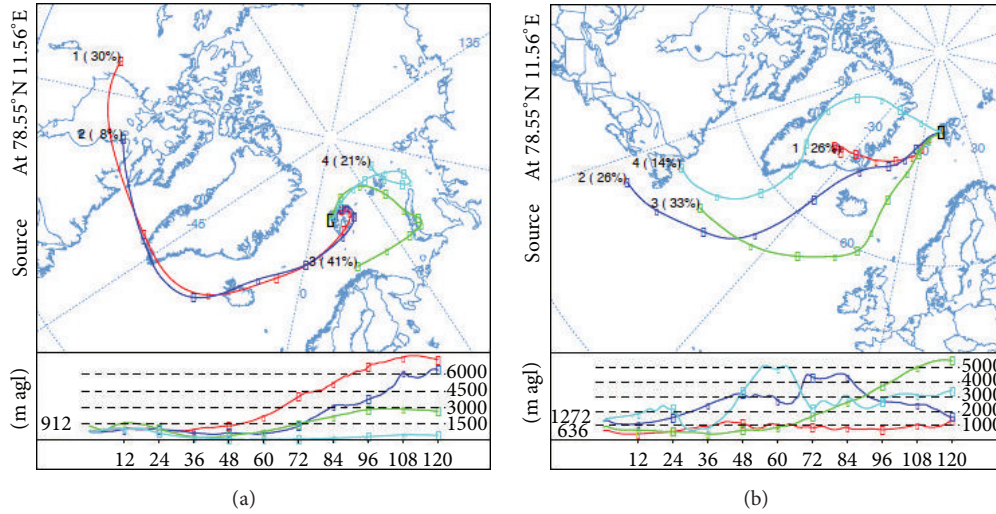 Source At 78.55° N 11.56° E
1 ( 30%)
2 ( 8%)
3 ( 41%)
4 ( 21%)
135
-45
0
45
(m agl)
912
6000
4500
3000
1500
12 24 36 48 60 72 84 96 108 120
(a)
Source At 78.55° N 11.56° E
1 ( 26%)
2 ( 26%)
3 ( 33%)
4 ( 14%)
-30
30
60
(m agl)
1272
636
5000
4000
3000
2000
1000
12 24 36 48 60 72 84 96 108 120
(b)